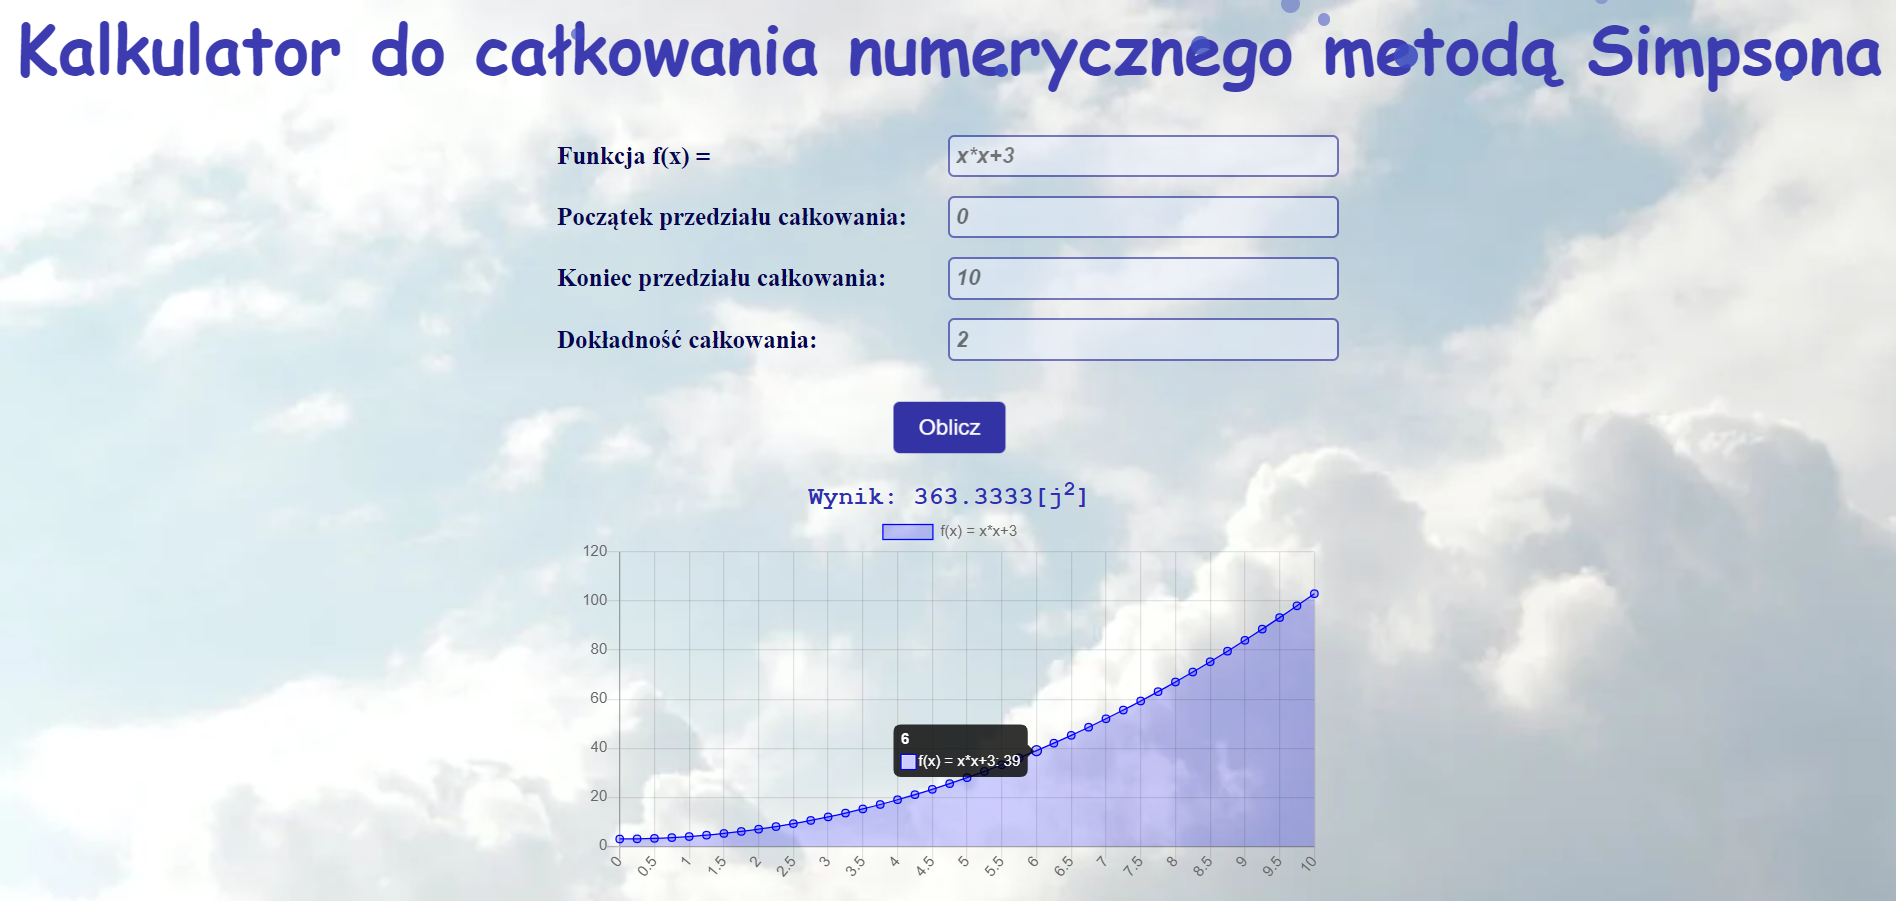 Kalkulator do całkowania numerycznego metodą Simpsona
Funkcja f(x) = x*x+3
Początek przedziału całkowania: 0
Koniec przedziału całkowania: 10
Dokładność całkowania: 2
Oblicz
Wynik: 363.3333[j²]
f(x) = x*x+3
120
100
80
60
40
20
0
6
f(x) = x*x+3: 39
0 0.5 1 1.5 2 2.5 3 3.5 4 4.5 5 5.5 6 6.5 7 7.5 8 8.5 9 9.5 10